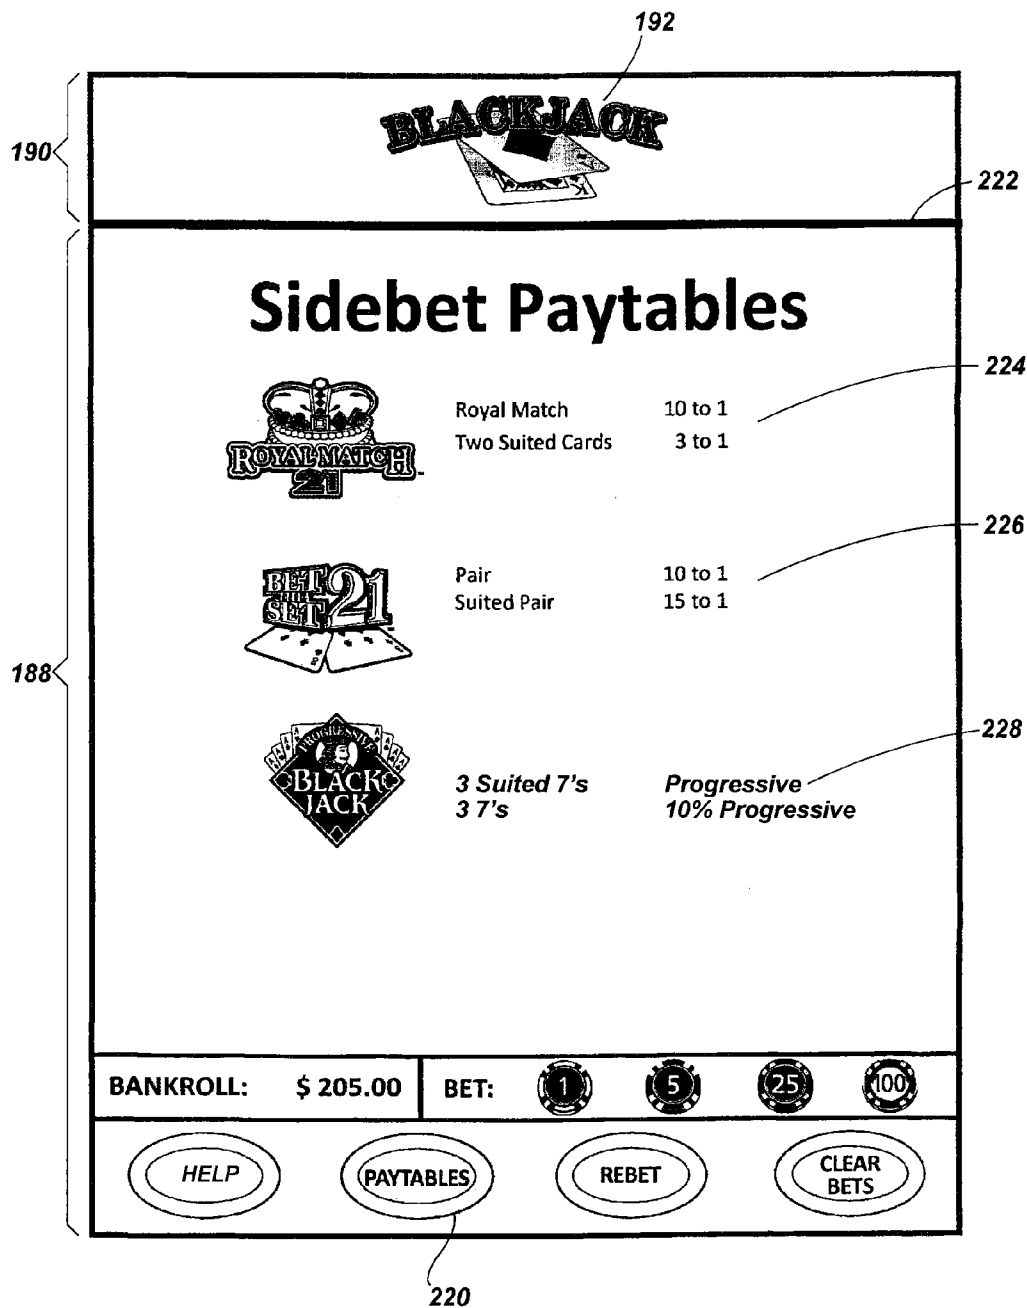 192
190
BLACKJACK
222
Sidebet Paytables
224
Royal Match 10 to 1
Two Suited Cards 3 to 1
ROYAL MATCH
21
226
Pair 10 to 1
Suited Pair 15 to 1
BET
THE
SET
21
188
228
PROGRESSIVE
BLACK
JACK
3 Suited 7's Progressive
3 7's 10% Progressive
BANKROLL: $ 205.00 BET: 1 5 25 100
HELP PAYTABLES REBET CLEAR BETS
220